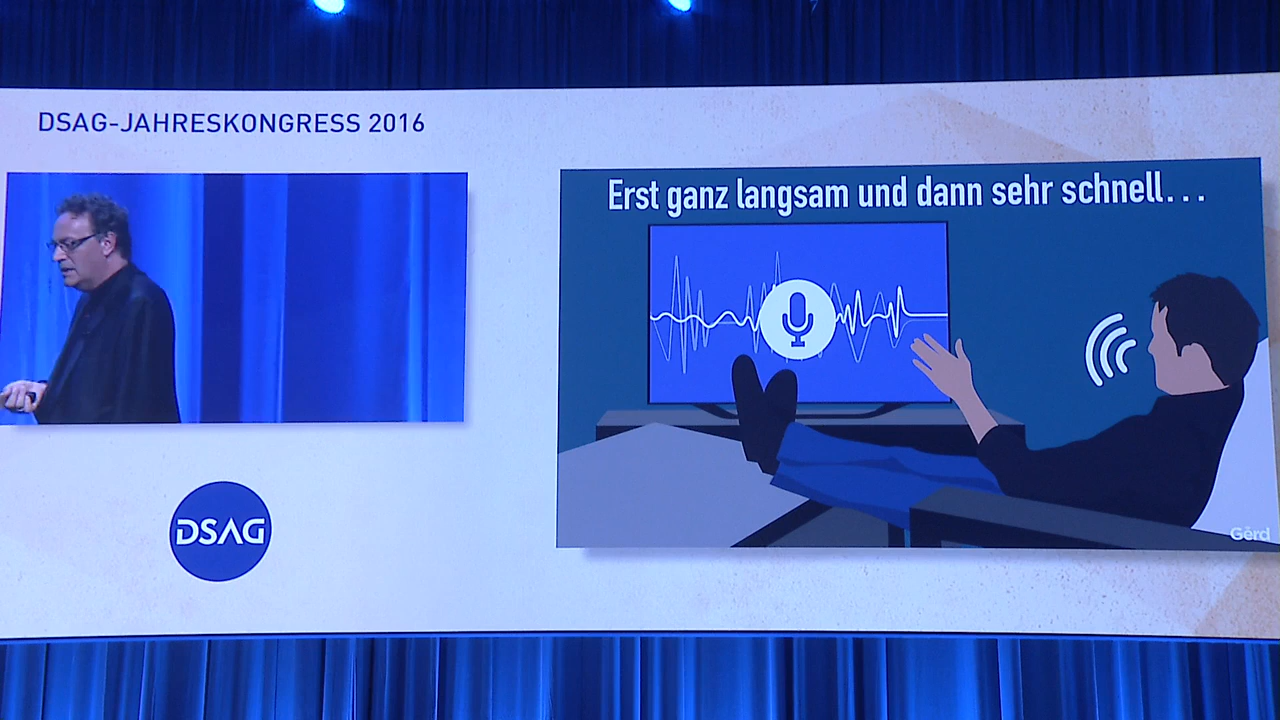 DSAG-JAHRESKONGRESS 2016
Erst ganz langsam und dann sehr schnell...
DSAG
Gerd